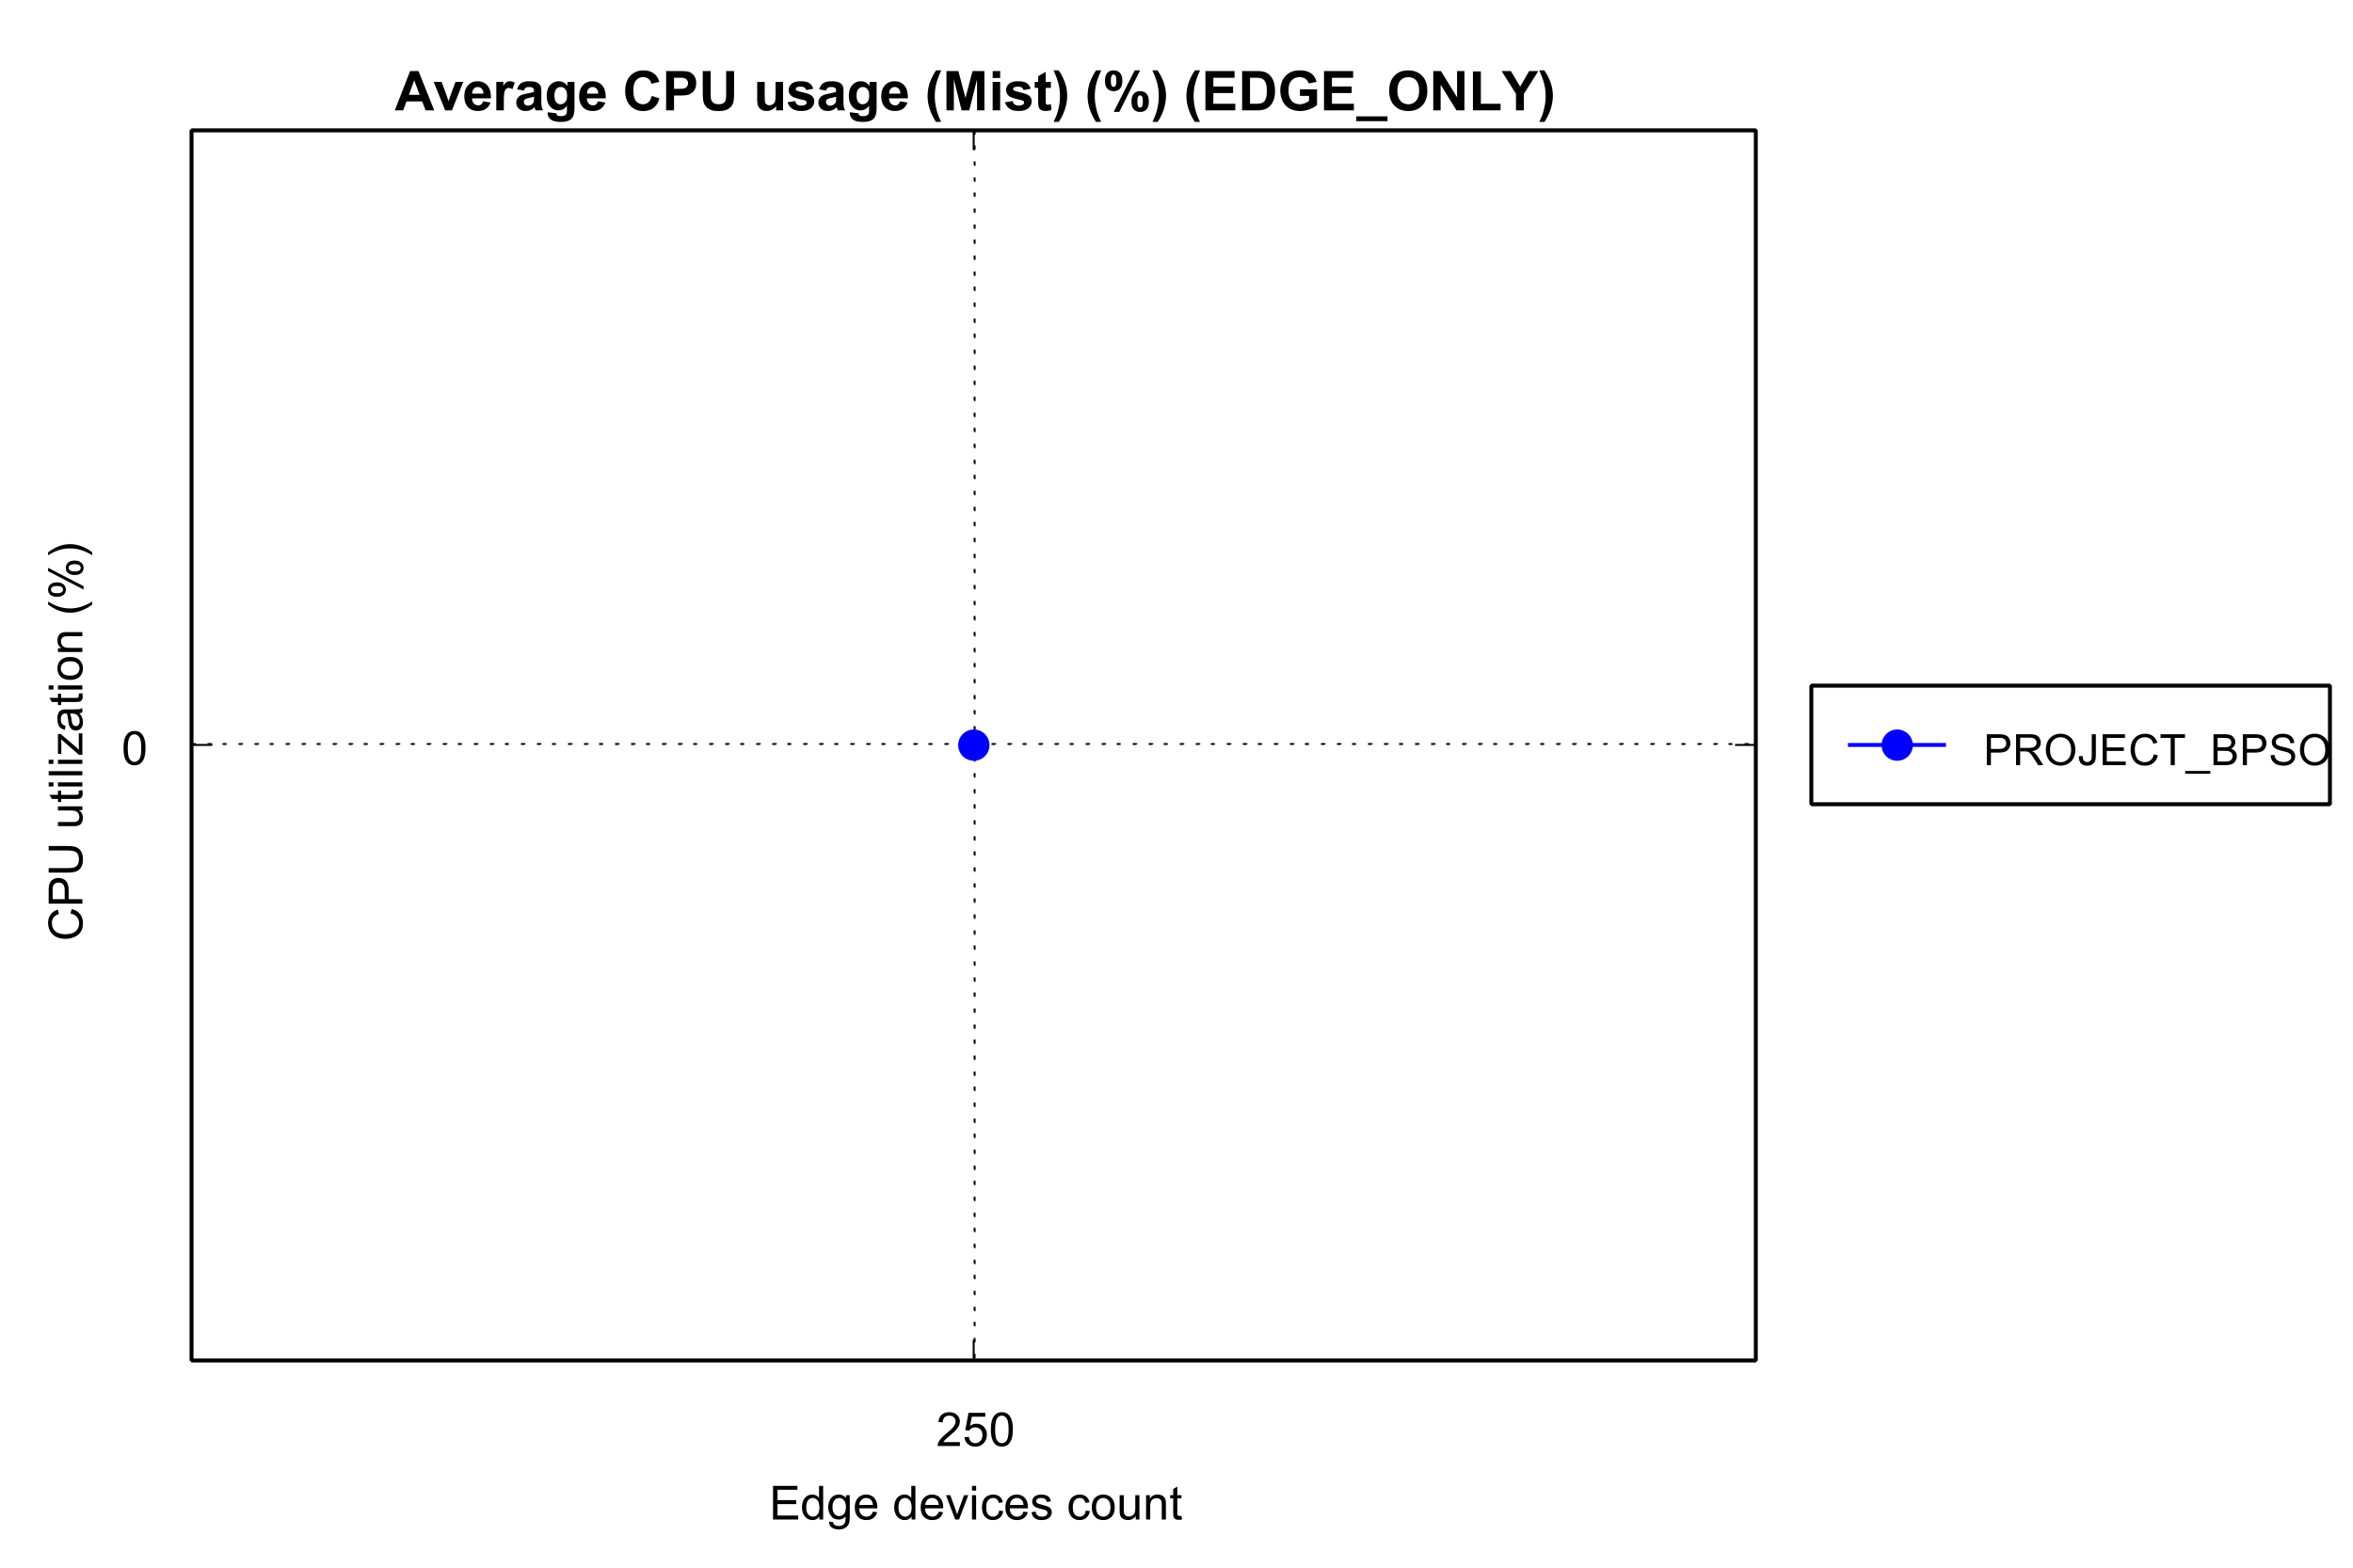 Average CPU usage (Mist) (%) (EDGE_ONLY)
CPU utilization (%)
0
PROJECT_BPSO
250
Edge devices count